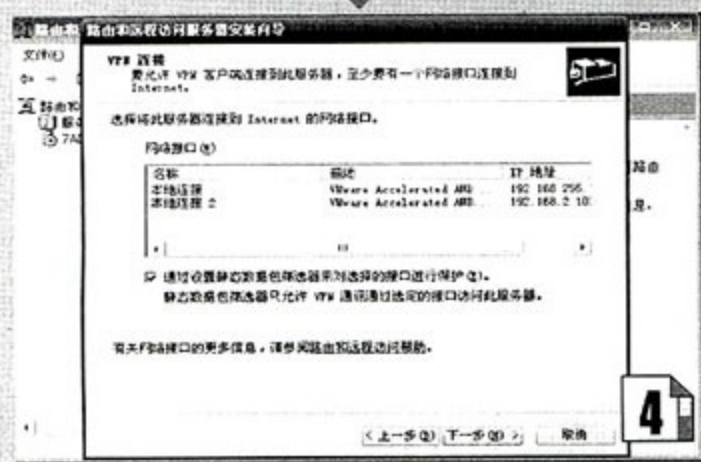 路由和远程访问服务器安装向导
文件(F)
VPN 连接
要允许 VPN 客户端连接到此服务器，至少要有一个网络接口连接到
Internet。
路由和
服务
选择将此服务器连接到 Internet 的网络接口。
网络接口(W):
名称 描述 IP 地址
本地连接 VMware Accelerated AMD... 192.168.256.
本地连接 2 VMware Accelerated AMD... 192.168.2.10
路由
息。
通过设置静态数据包筛选器来对选择的接口进行保护(E)。
静态数据包筛选器只允许 VPN 通讯通过选定的接口访问此服务器。
有关网络接口的更多信息，请参阅路由和远程访问帮助。
< 上一步(B) 下一步(N) > 取消
4